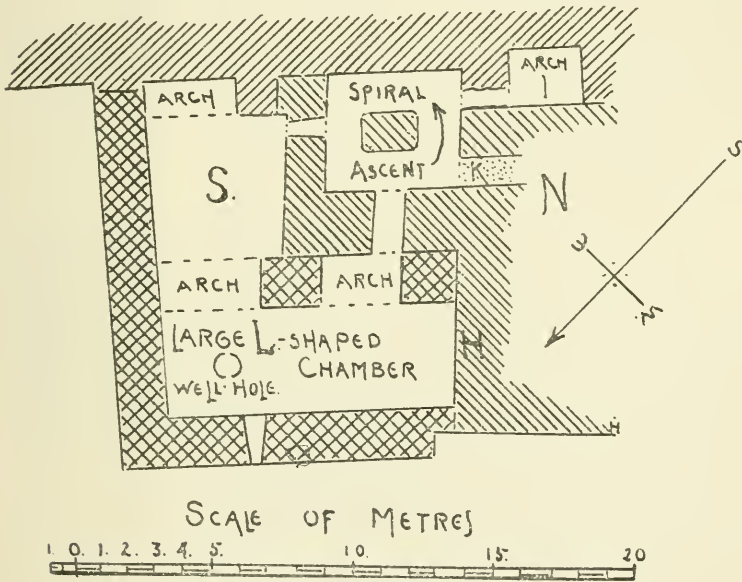 ARCH
SPIRAL
ARCH
ASCENT
K
S.
N
S
E
W.
ARCH
ARCH
LARGE L-SHAPED
CHAMBER
WELL-HOLE.
H
H
SCALE OF METRES
1. 0. 1. 2. 3. 4. 5. 10. 15. 20